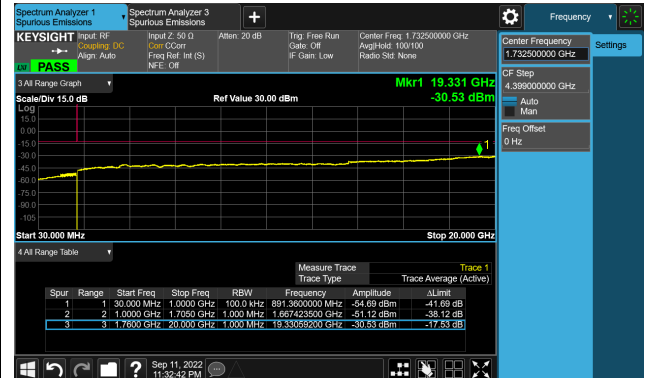 Spectrum Analyzer 1
Spurious Emissions
Spectrum Analyzer 3
Spurious Emissions
Frequency
KEYSIGHT
Input: RF
Coupling: DC
Align: Auto
Input Z: 50 Ω
Corr CCorr
Freq Ref: Int (S)
NFE: Off
Atten: 20 dB
Trig: Free Run
Gate: Off
IF Gain: Low
Center Freq: 1.732500000 GHz
Avg|Hold: 100/100
Radio Std: None
PASS
Center Frequency
1.732500000 GHz
Settings
CF Step
4.399000000 GHz
Auto
Man
Freq Offset
0 Hz
3 All Range Graph
Mkr1 19.331 GHz
Scale/Div 15.0 dB
Ref Value 30.00 dBm
-30.53 dBm
Log
15.0
0.00
-15.0
-30.0
-45.0
-60.0
-75.0
-90.0
-105
1
Start 30.000 MHz
Stop 20.000 GHz
4 All Range Table
Measure Trace Trace 1
Trace Type Trace Average (Active)
Spur Range Start Freq Stop Freq RBW Frequency Amplitude ΔLimit
1 1 30.000 MHz 1.0000 GHz 100.0 kHz 891.3600000 MHz -54.69 dBm -41.69 dB
2 2 1.0000 GHz 1.7050 GHz 1.000 MHz 1.667423500 GHz -51.12 dBm -38.12 dB
3 3 1.7600 GHz 20.000 GHz 1.000 MHz 19.33059200 GHz -30.53 dBm -17.53 dB
Sep 11, 2022
11:32:42 PM